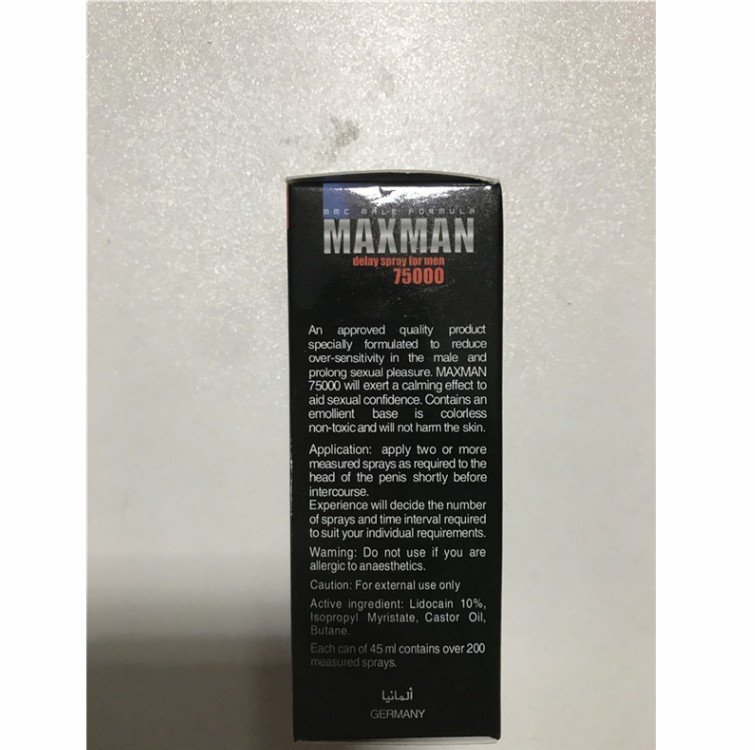 MMC MALE FORMULA
MAXMAN
delay spray for men
75000
An approved quality product
specially formulated to reduce
over-sensitivity in the male and
prolong sexual pleasure. MAXMAN
75000 will exert a calming effect to
aid sexual confidence. Contains an
emollient base is colorless
non-toxic and will not harm the skin.
Application: apply two or more
measured sprays as required to the
head of the penis shortly before
intercourse.
Experience will decide the number
of sprays and time interval required
to suit your individual requirements.
Warning: Do not use if you are
allergic to anaesthetics.
Caution: For external use only
Active ingredient: Lidocain 10%,
Isopropyl Myristate, Castor Oil,
Butane.
Each can of 45 ml contains over 200
measured sprays.
ألمانيا
GERMANY